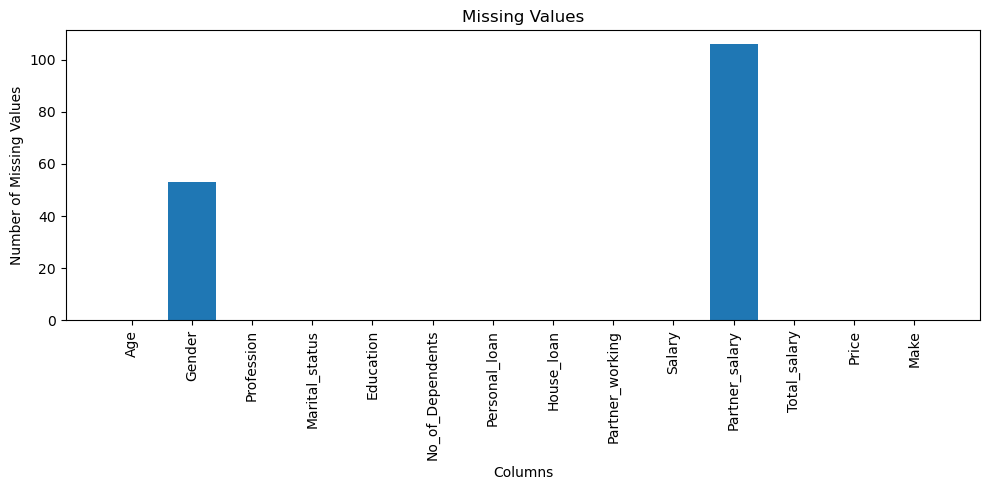 Missing Values
Number of Missing Values
100
80
60
40
20
0
Age
Gender
Profession
Marital_status
Education
No_of_Dependents
Personal_loan
House_loan
Partner_working
Salary
Partner_salary
Total_salary
Price
Make
Columns